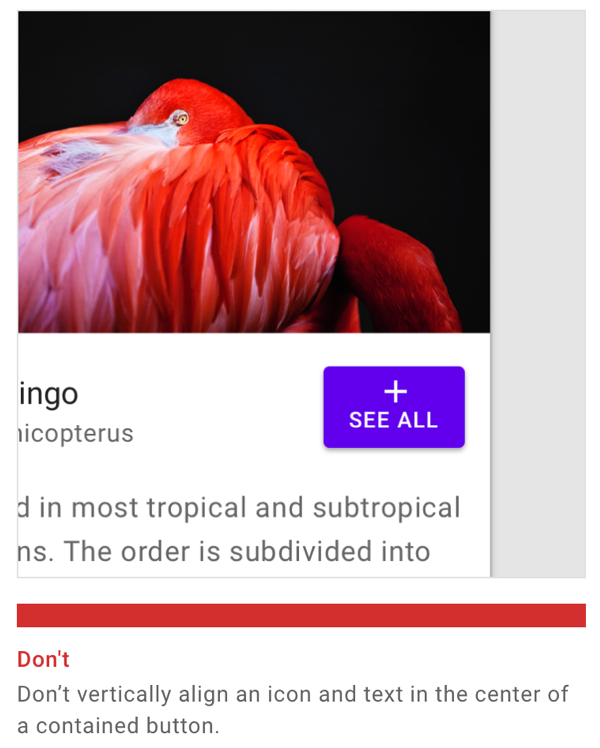 ingo
SEE ALL
nicopterus
d in most tropical and subtropical
ns. The order is subdivided into
Don't
Don’t vertically align an icon and text in the center of
a contained button.